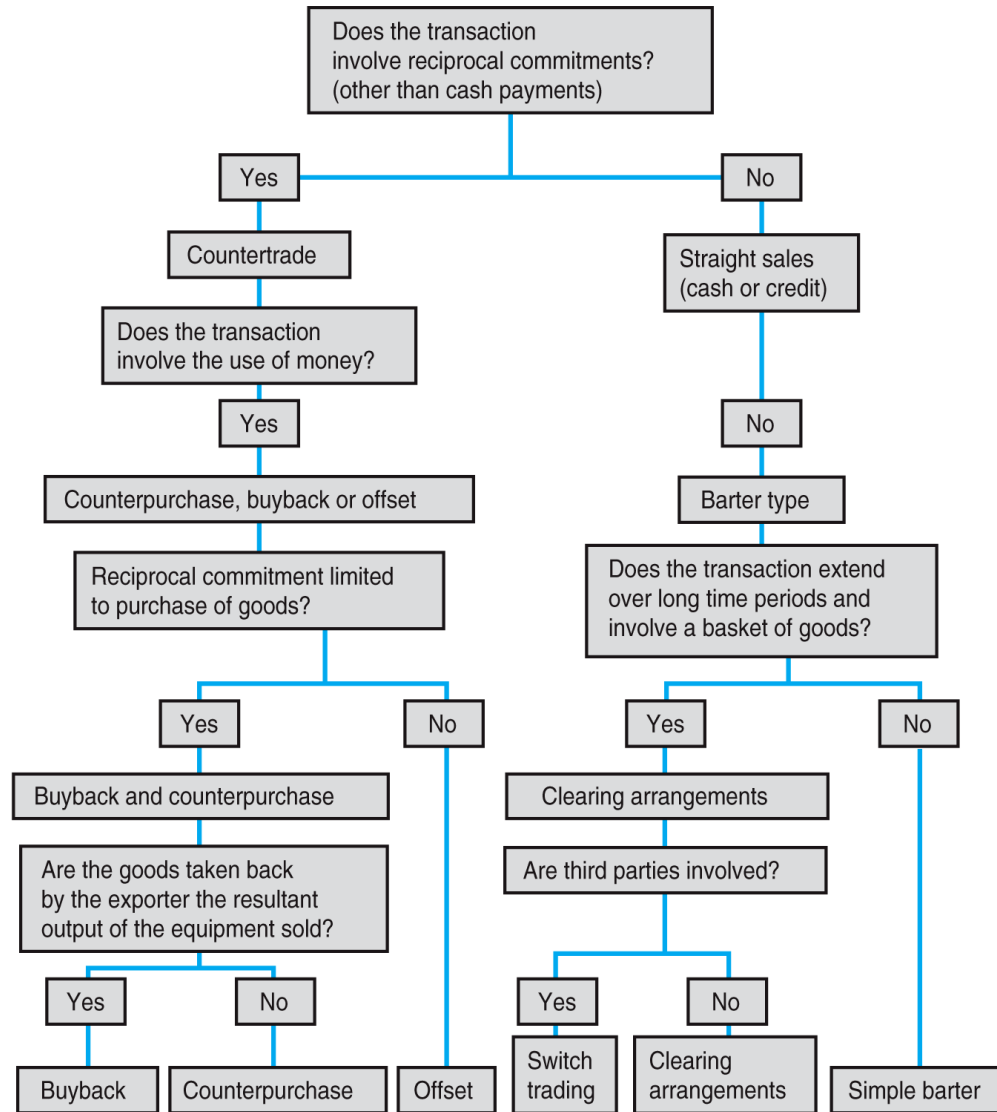 Does the transaction
involve reciprocal commitments?
(other than cash payments)
Yes
No
Countertrade
Straight sales
(cash or credit)
Does the transaction
involve the use of money?
Yes
No
Counterpurchase, buyback or offset
Barter type
Reciprocal commitment limited
to purchase of goods?
Does the transaction extend
over long time periods and
involve a basket of goods?
Yes
No
Yes
No
Buyback and counterpurchase
Clearing arrangements
Are the goods taken back
by the exporter the resultant
output of the equipment sold?
Are third parties involved?
Yes
No
Yes
No
Buyback
Counterpurchase
Offset
Switch
trading
Clearing
arrangements
Simple barter